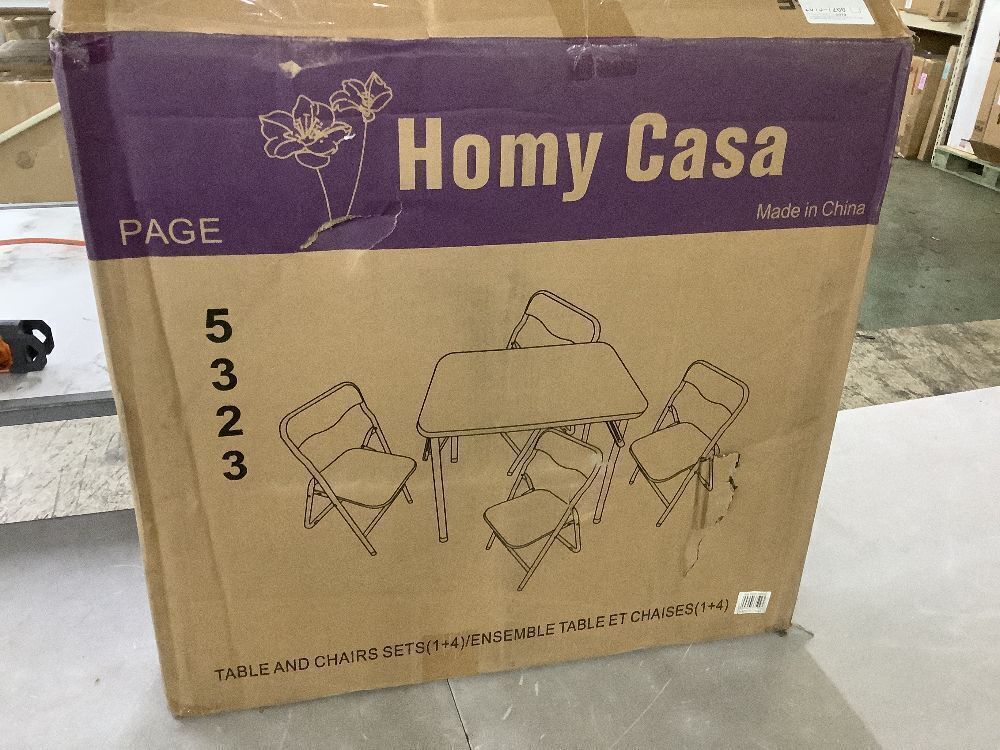 Homy Casa
Made in China
PAGE
5
3
2
3
TABLE AND CHAIRS SETS(1+4)/ENSEMBLE TABLE ET CHAISES(1+4)